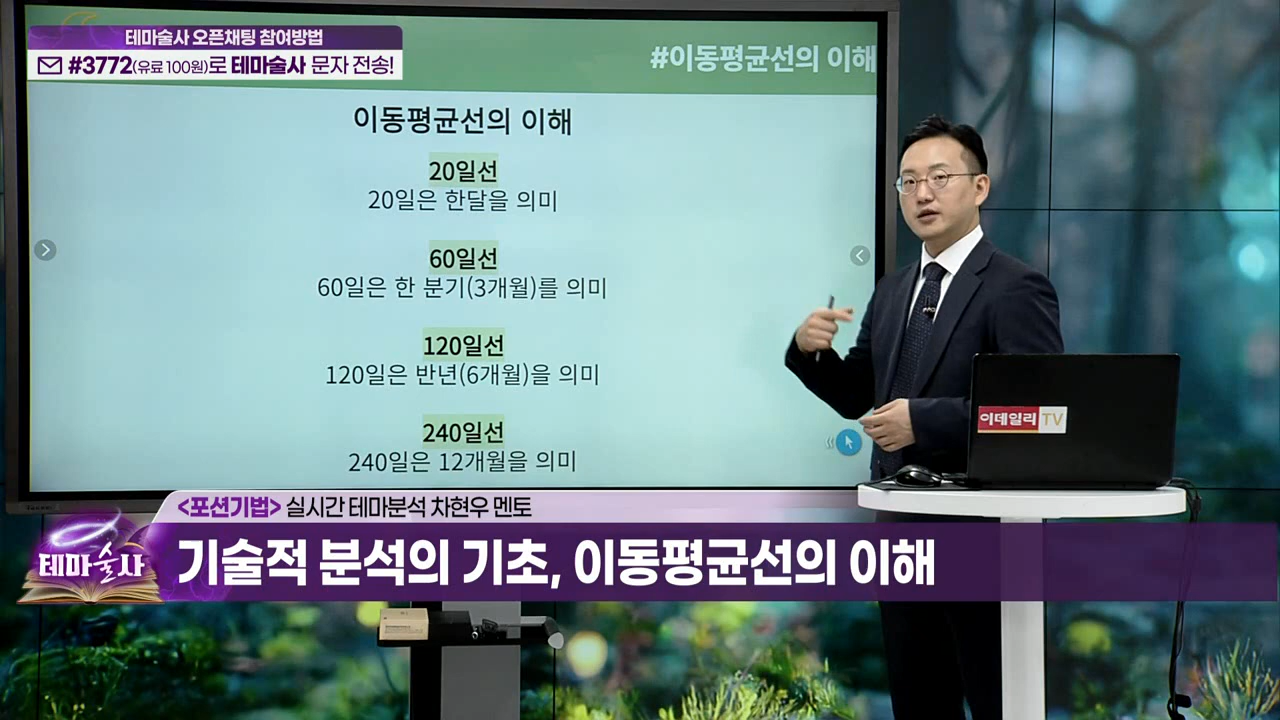 테마술사 오픈채팅 참여방법
#3772(유료 100원)로 테마술사 문자 전송!
#이동평균선의 이해
이동평균선의 이해
20일선
20일은 한달을 의미
60일선
60일은 한 분기(3개월)를 의미
120일선
120일은 반년(6개월)을 의미
240일선
240일은 12개월을 의미
이데일리TV
<포션기법> 실시간 테마분석 차현우 멘토
테마술사
기술적 분석의 기초, 이동평균선의 이해